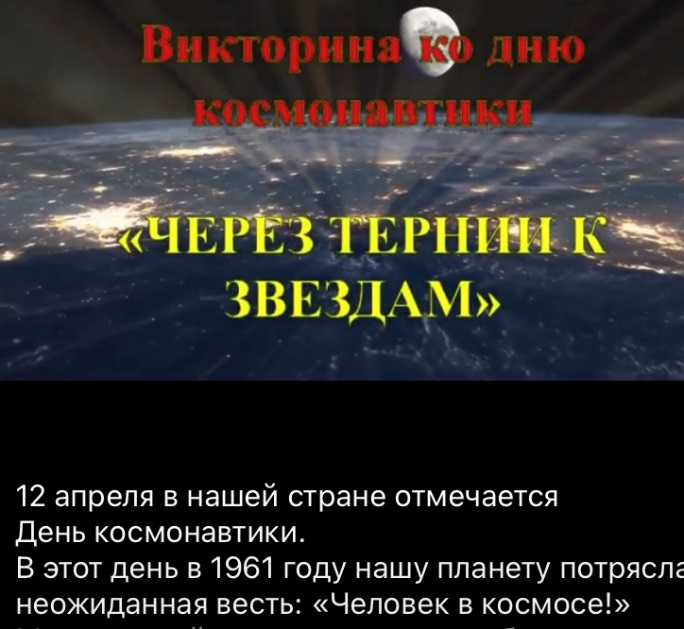 Викторина ко дню
космонавтики
«ЧЕРЕЗ ТЕРНИИ К
ЗВЕЗДАМ»
12 апреля в нашей стране отмечается
День космонавтики.
В этот день в 1961 году нашу планету потрясла
неожиданная весть: «Человек в космосе!»